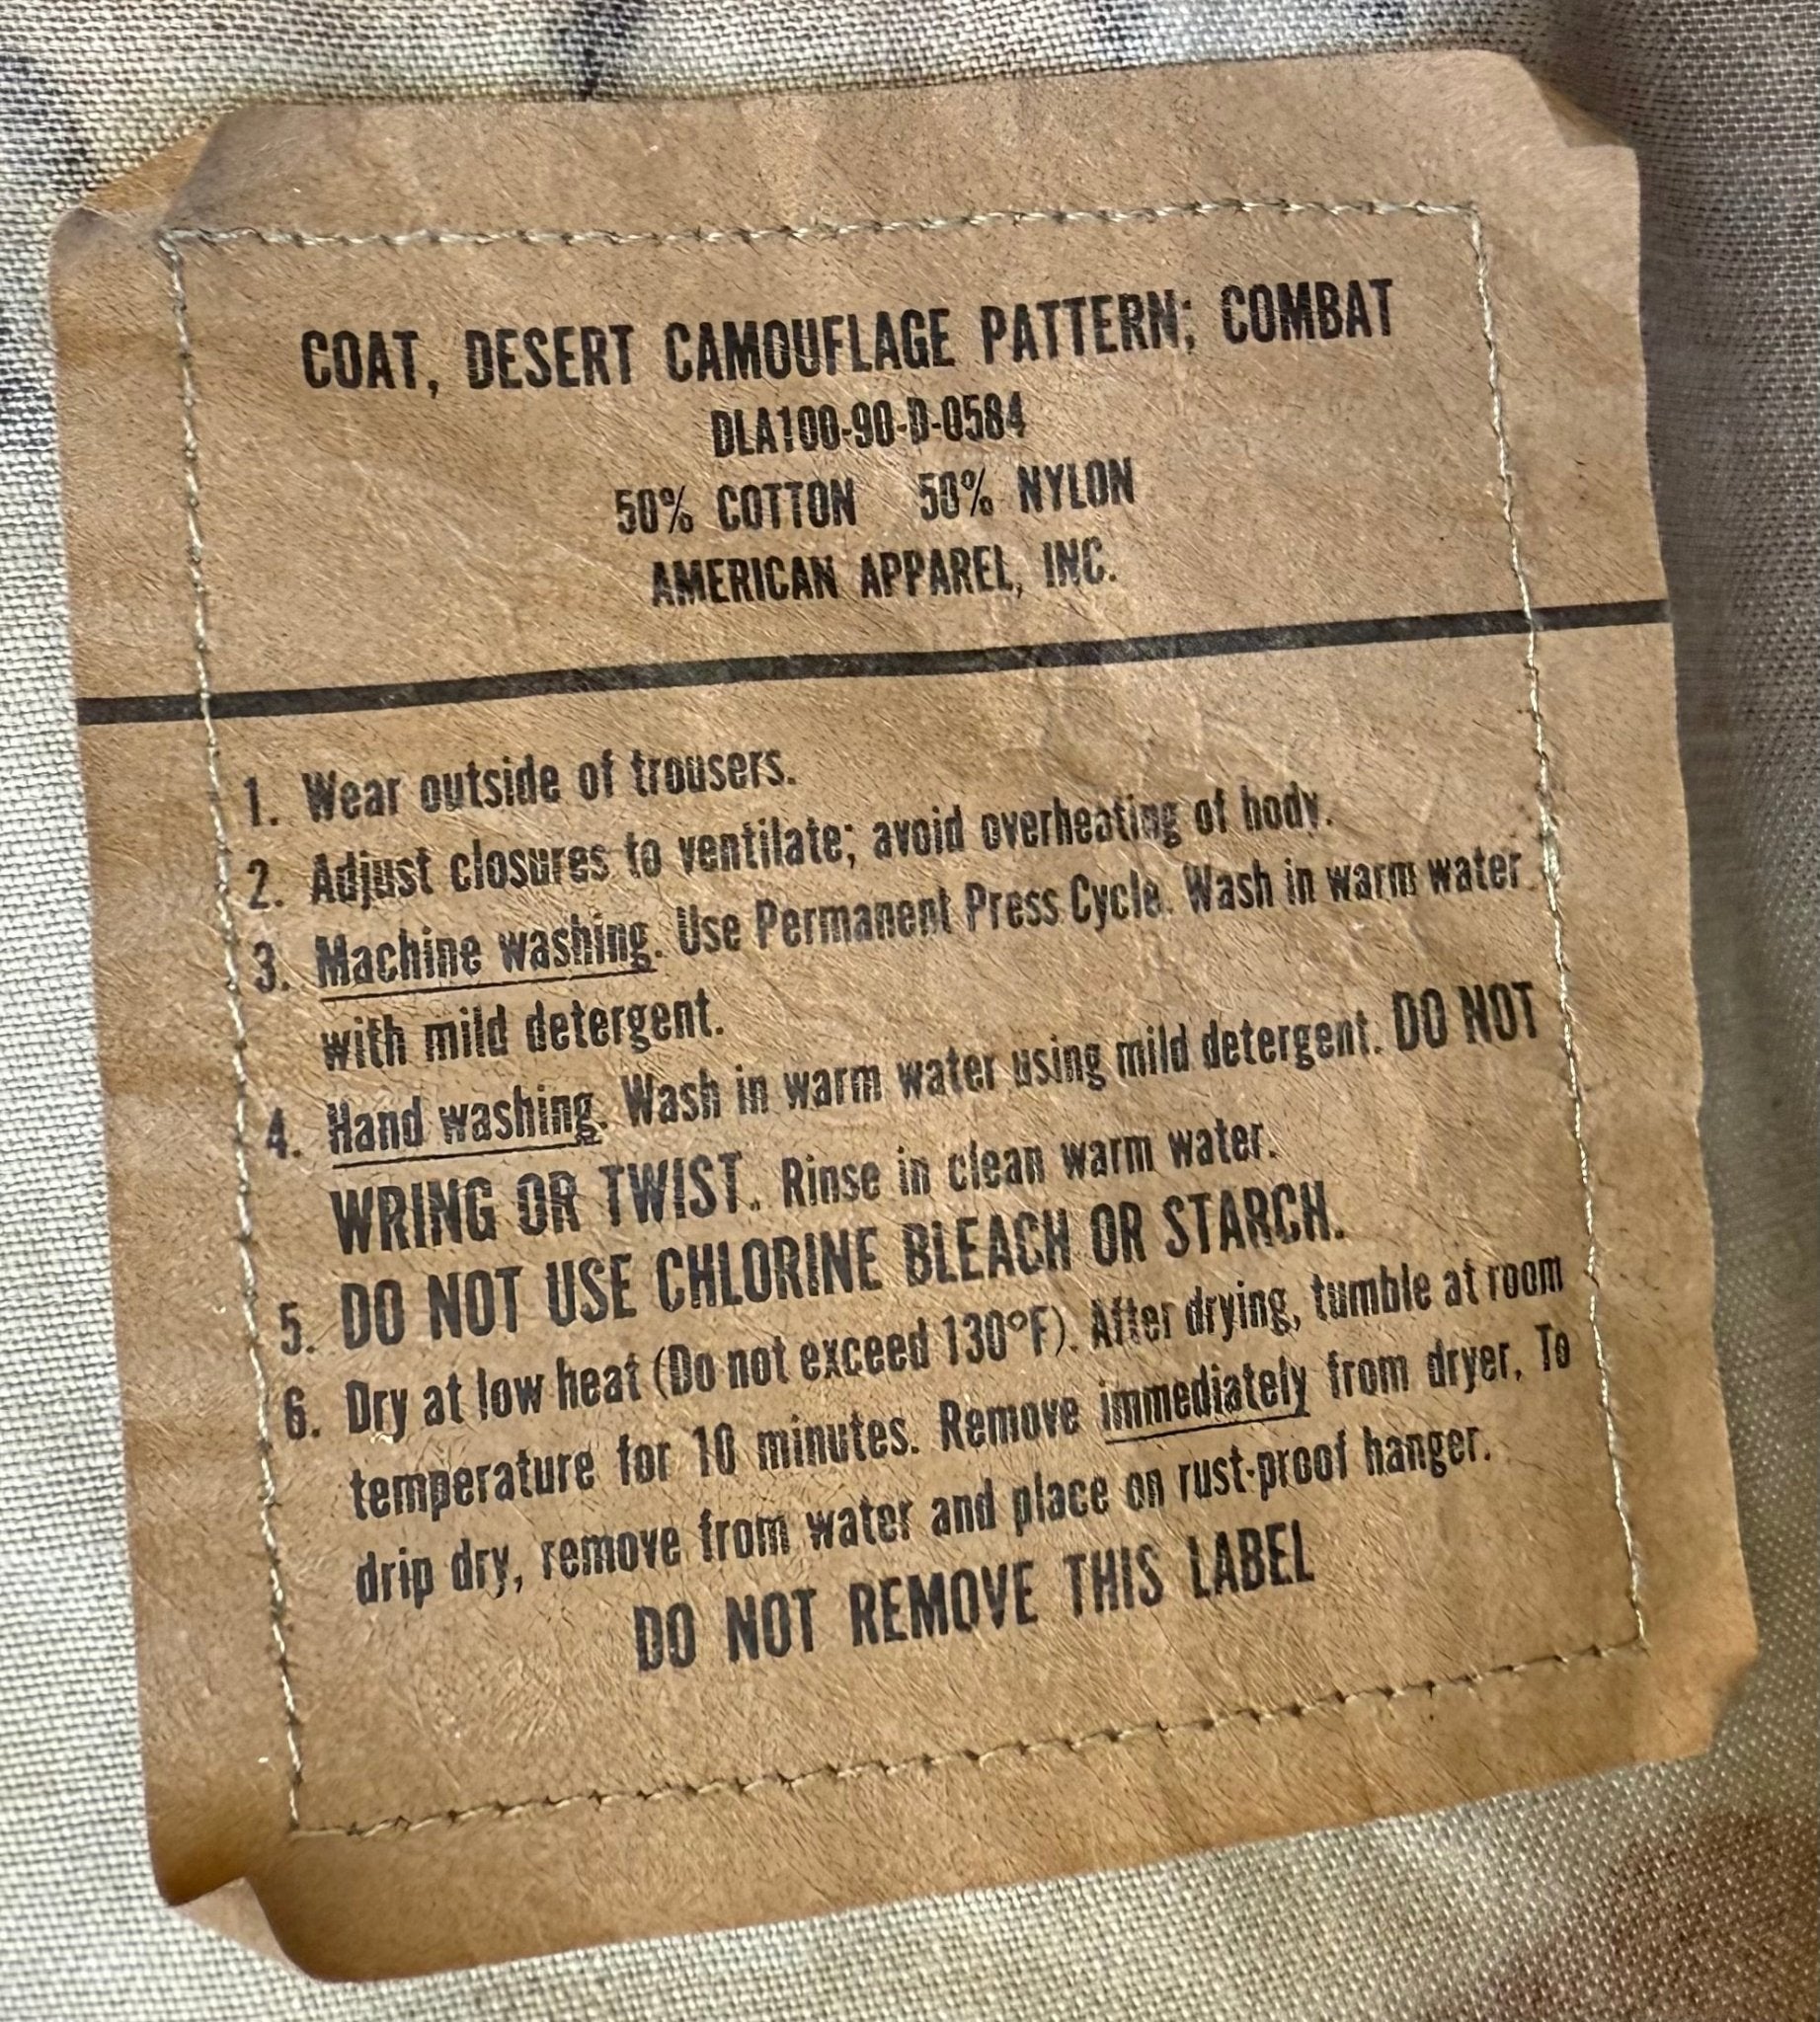 COAT, DESERT CAMOUFLAGE PATTERN; COMBAT
DLA100-90-D-0584
50% COTTON 50% NYLON
AMERICAN APPAREL, INC.
1. Wear outside of trousers.
2. Adjust closures to ventilate; avoid overheating of body.
3. Machine washing. Use Permanent Press Cycle. Wash in warm water
with mild detergent.
4. Hand washing. Wash in warm water using mild detergent. DO NOT
WRING OR TWIST. Rinse in clean warm water.
5. DO NOT USE CHLORINE BLEACH OR STARCH.
6. Dry at low heat (Do not exceed 130°F). After drying, tumble at room
temperature for 10 minutes. Remove immediately from dryer. To
drip dry, remove from water and place on rust-proof hanger.
DO NOT REMOVE THIS LABEL